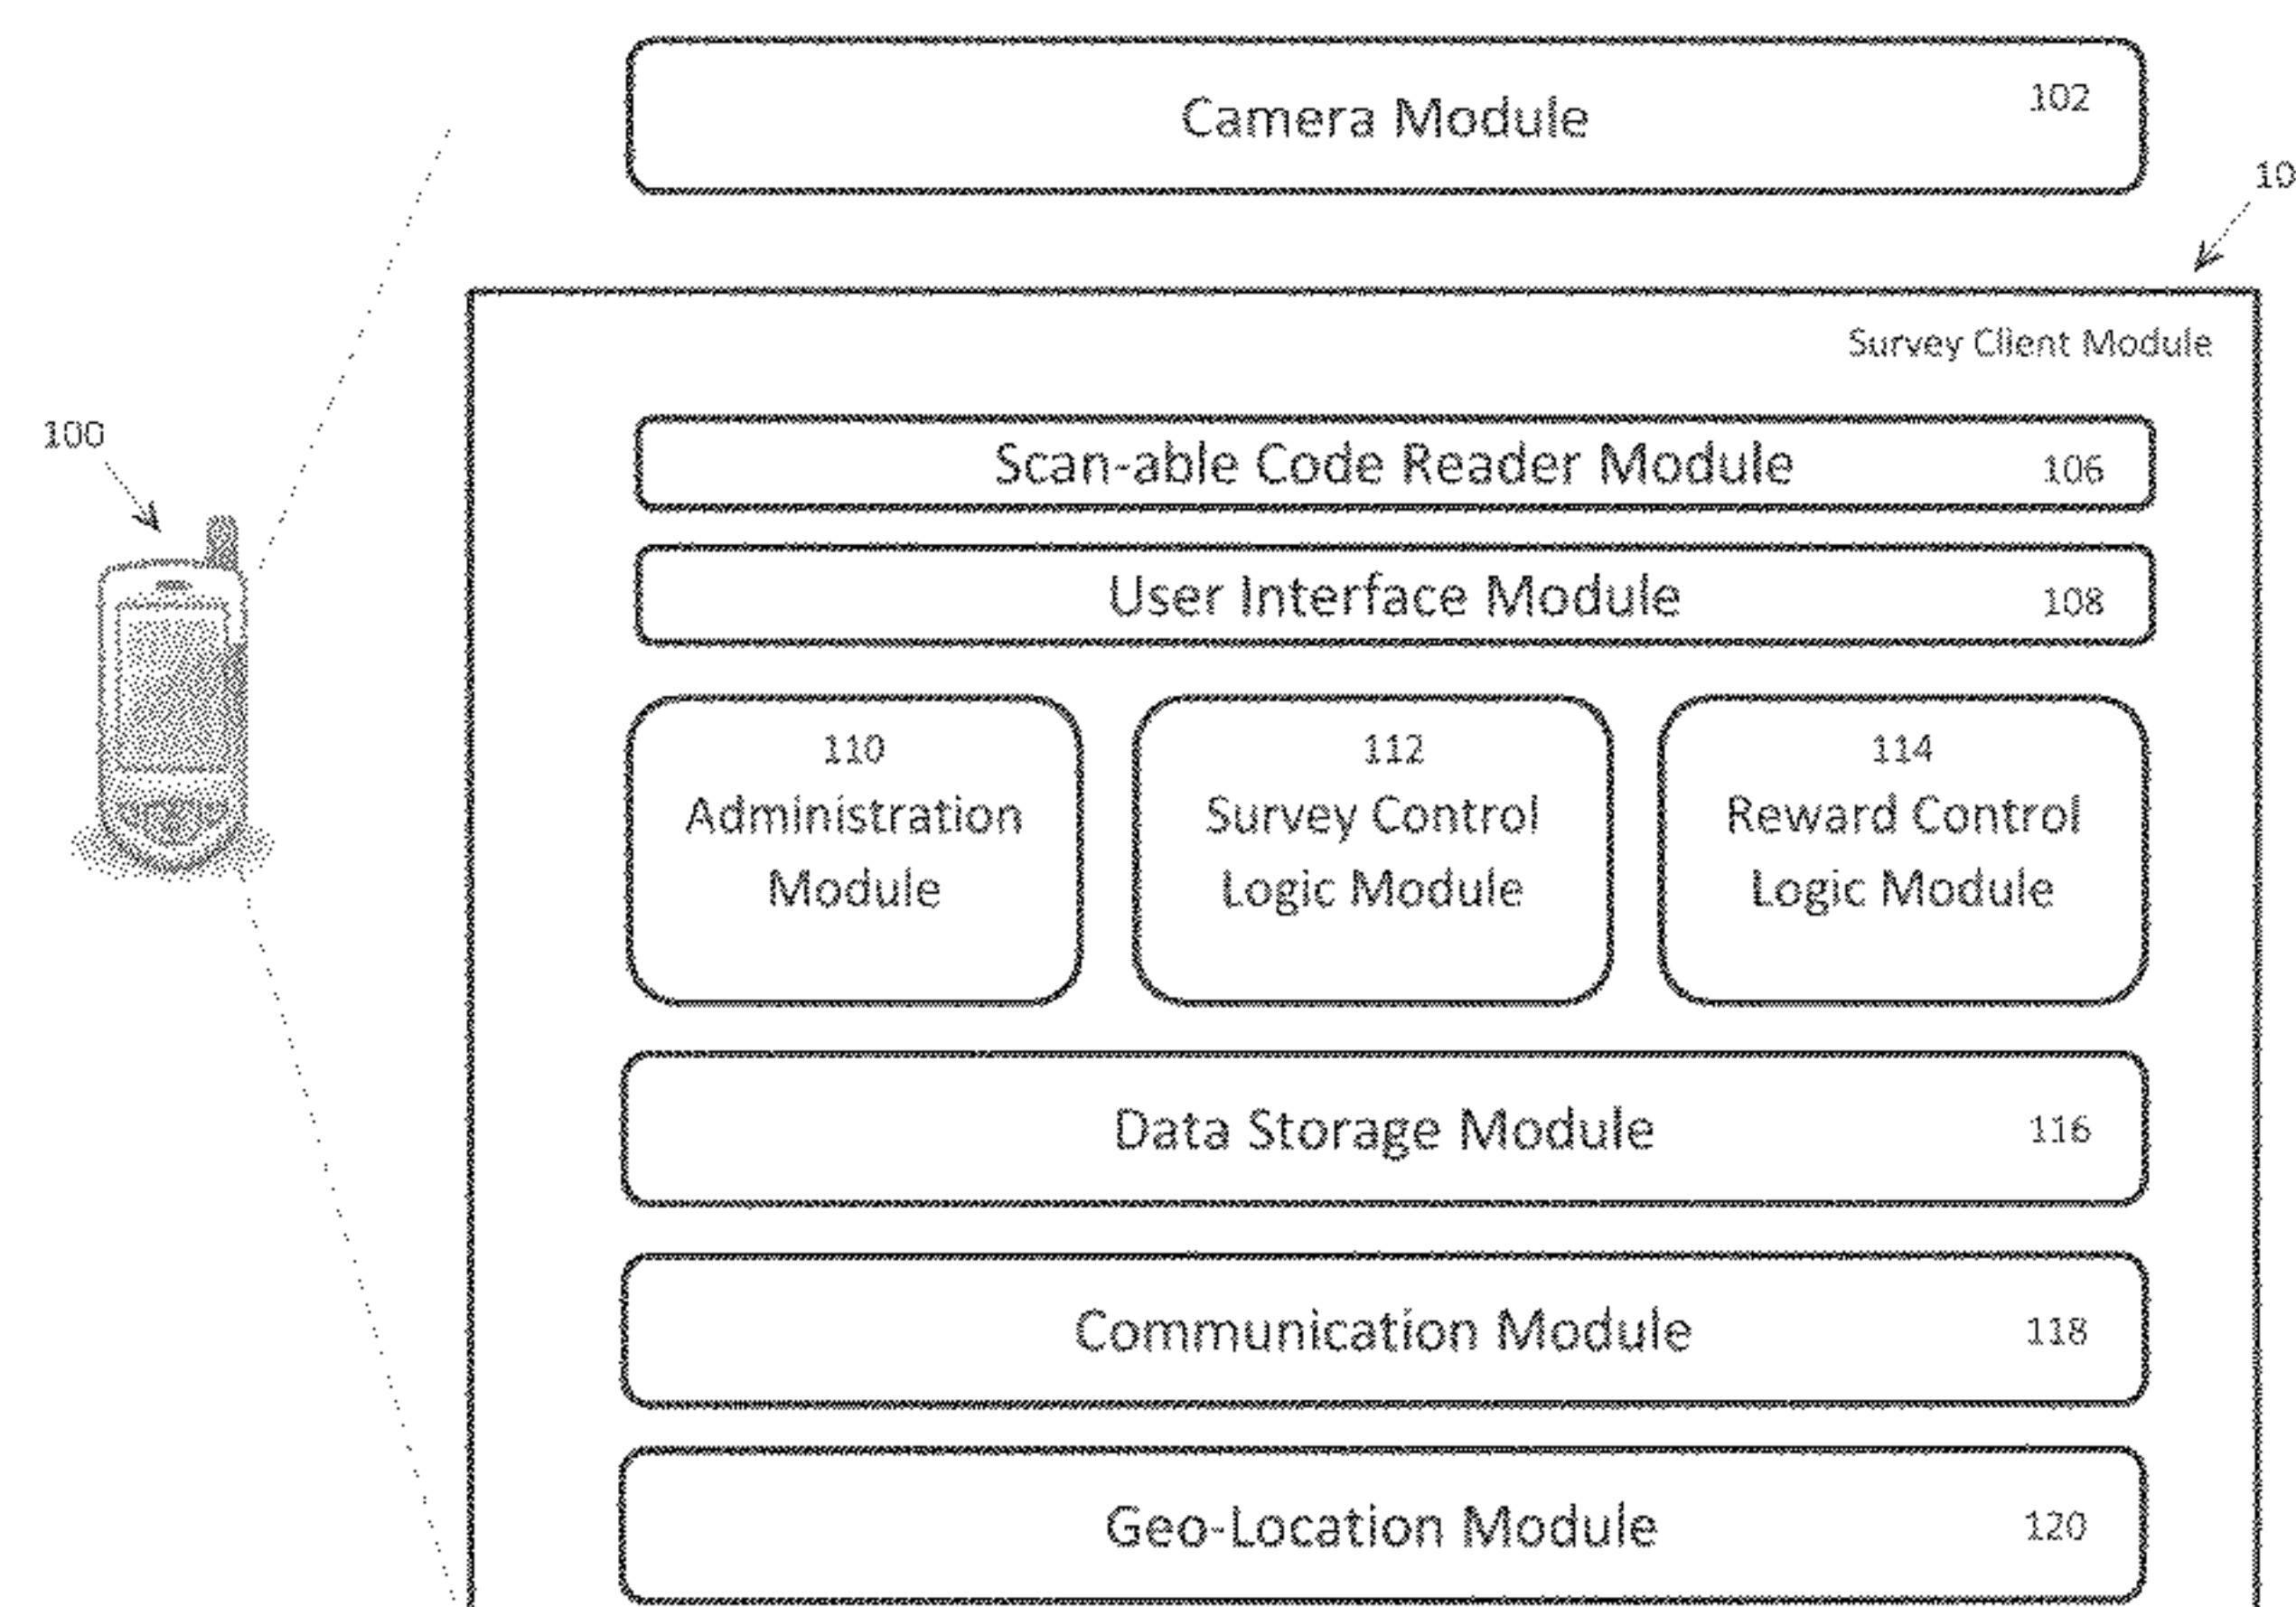 Camera Module 102
10
Survey Client Module
100
Scan-able Code Reader Module 106
User Interface Module 108
110
Administration
Module
112
Survey Control
Logic Module
114
Reward Control
Logic Module
Data Storage Module 116
Communication Module 118
Geo-Location Module 120